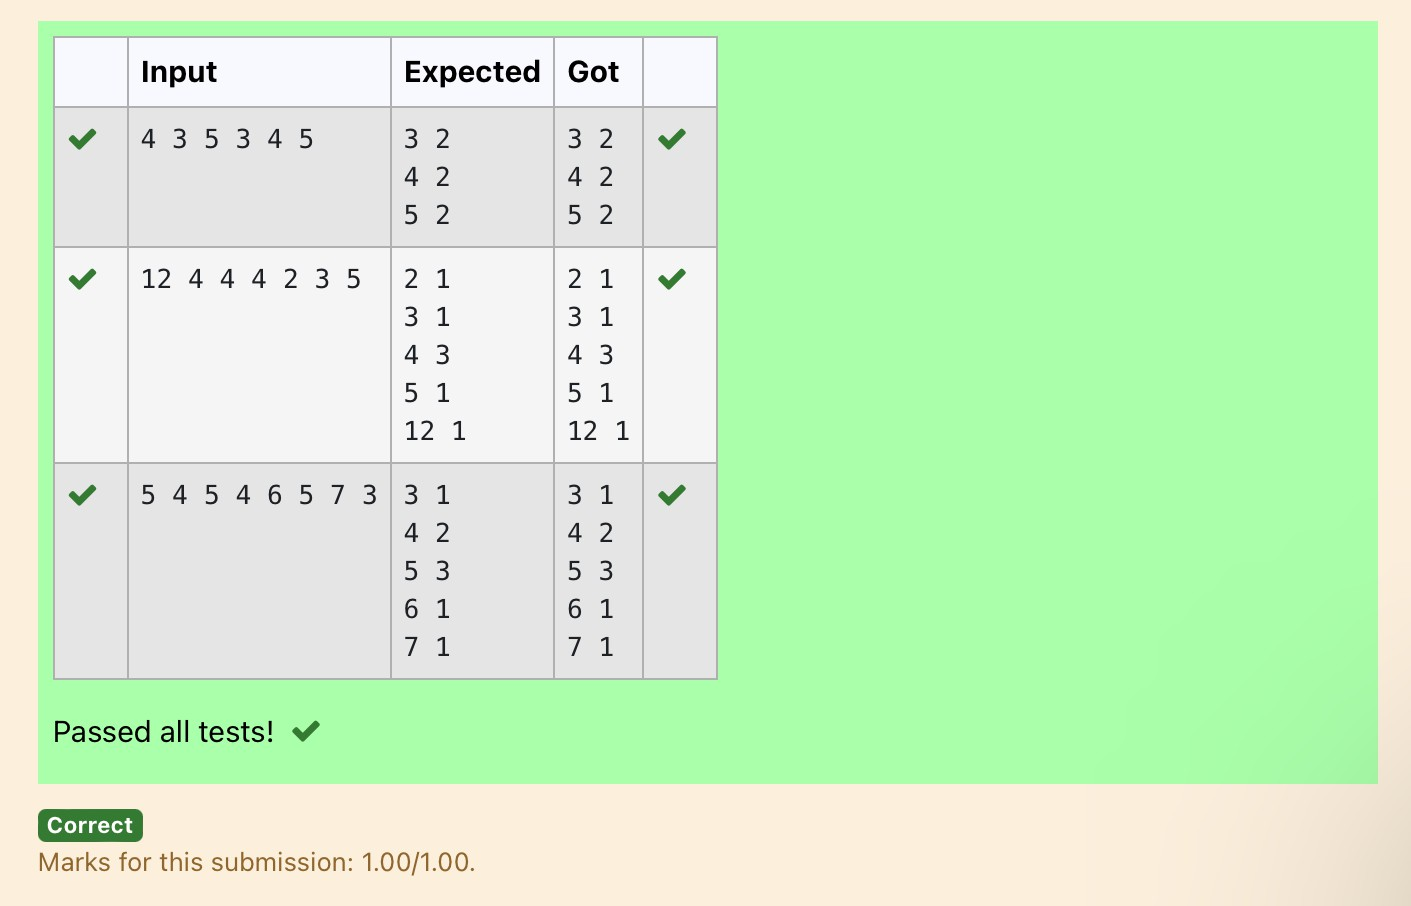 Input Expected Got
4 3 5 3 4 5 3 2 3 2
4 2 4 2
5 2 5 2
12 4 4 4 2 3 5 2 1 2 1
3 1 3 1
4 3 4 3
5 1 5 1
12 1 12 1
5 4 5 4 6 5 7 3 3 1 3 1
4 2 4 2
5 3 5 3
6 1 6 1
7 1 7 1
Passed all tests!
Correct
Marks for this submission: 1.00/1.00.